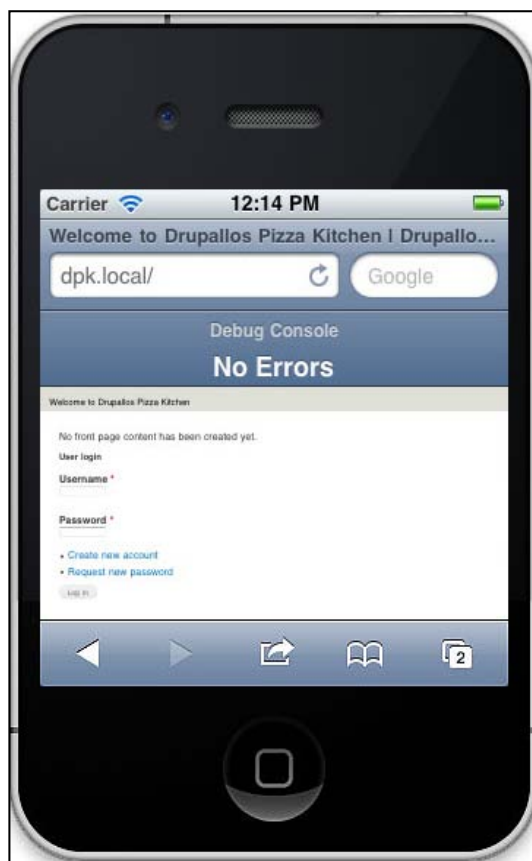 Carrier 12:14 PM
Welcome to Drupallos Pizza Kitchen | Drupallo...
dpk.local/ Google
Debug Console
No Errors
Welcome to Drupallos Pizza Kitchen
No front page content has been created yet.
User login
Username *
Password *
• Create new account
• Request new password
Log in
2